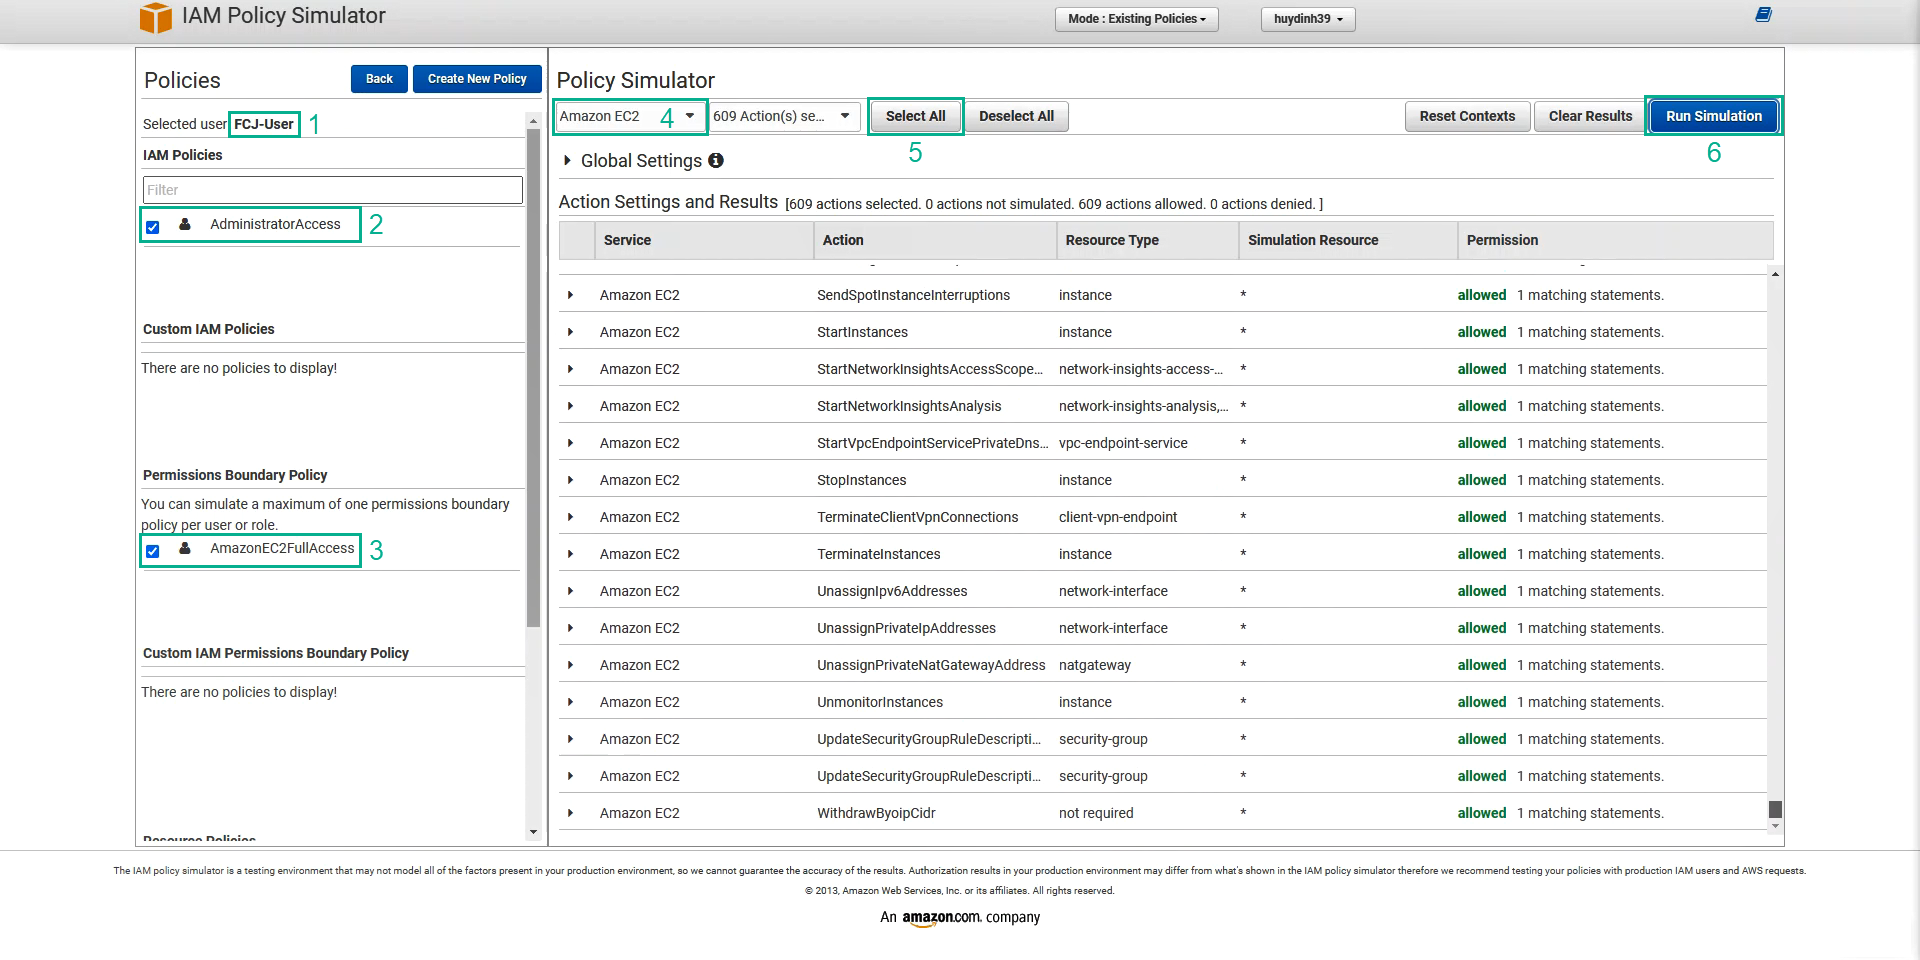 IAM Policy Simulator
Mode : Existing Policies
huydinh39
Policies
Back
Create New Policy
Selected user FCJ-User 1
IAM Policies
Filter
AdministratorAccess 2
Custom IAM Policies
There are no policies to display!
Permissions Boundary Policy
You can simulate a maximum of one permissions boundary
policy per user or role.
AmazonEC2FullAccess 3
Custom IAM Permissions Boundary Policy
There are no policies to display!
Resource Policies
Policy Simulator
Amazon EC2 4 609 Action(s) se... Select All Deselect All Reset Contexts Clear Results Run Simulation
5 6
Global Settings
Action Settings and Results [609 actions selected. 0 actions not simulated. 609 actions allowed. 0 actions denied. ]
Service Action Resource Type Simulation Resource Permission
Amazon EC2 SendSpotInstanceInterruptions instance * allowed 1 matching statements.
Amazon EC2 StartInstances instance * allowed 1 matching statements.
Amazon EC2 StartNetworkInsightsAccessScope... network-insights-access-... * allowed 1 matching statements.
Amazon EC2 StartNetworkInsightsAnalysis network-insights-analysis,... * allowed 1 matching statements.
Amazon EC2 StartVpcEndpointServicePrivateDns... vpc-endpoint-service * allowed 1 matching statements.
Amazon EC2 StopInstances instance * allowed 1 matching statements.
Amazon EC2 TerminateClientVpnConnections client-vpn-endpoint * allowed 1 matching statements.
Amazon EC2 TerminateInstances instance * allowed 1 matching statements.
Amazon EC2 UnassignIpv6Addresses network-interface * allowed 1 matching statements.
Amazon EC2 UnassignPrivateIpAddresses network-interface * allowed 1 matching statements.
Amazon EC2 UnassignPrivateNatGatewayAddress natgateway * allowed 1 matching statements.
Amazon EC2 UnmonitorInstances instance * allowed 1 matching statements.
Amazon EC2 UpdateSecurityGroupRuleDescripti... security-group * allowed 1 matching statements.
Amazon EC2 UpdateSecurityGroupRuleDescripti... security-group * allowed 1 matching statements.
Amazon EC2 WithdrawByoipCidr not required * allowed 1 matching statements.
The IAM policy simulator is a testing environment that may not model all of the factors present in your production environment, so we cannot guarantee the accuracy of the results. Authorization results in your production environment may differ from what's shown in the IAM policy simulator therefore we recommend testing your policies with production IAM users and AWS requests.
© 2013, Amazon Web Services, Inc. or its affiliates. All rights reserved.
An amazon.com. company